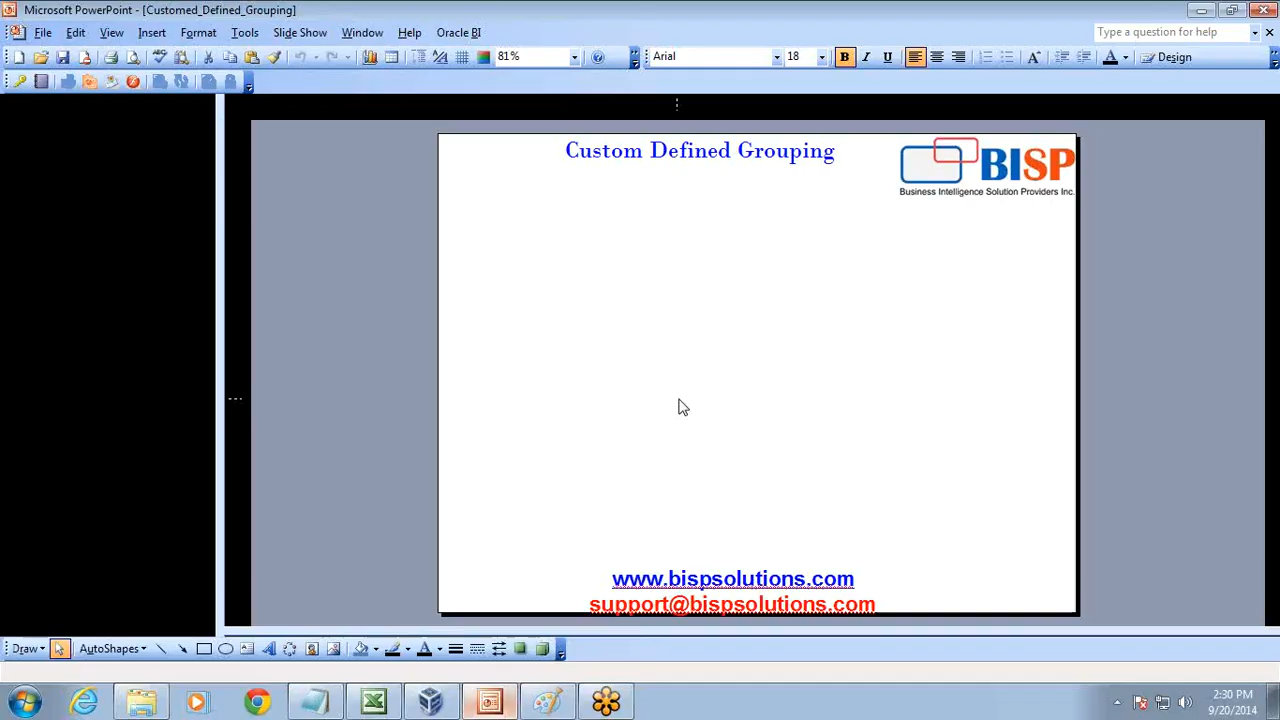 Microsoft PowerPoint - [Customed_Defined_Grouping]
File Edit View Insert Format Tools Slide Show Window Help Oracle BI Type a question for help
81% Arial 18 B I U A Design
Custom Defined Grouping
BISP
Business Intelligence Solution Providers Inc.
www.bispsolutions.com
support@bispsolutions.com
Draw AutoShapes
2:30 PM
9/20/2014